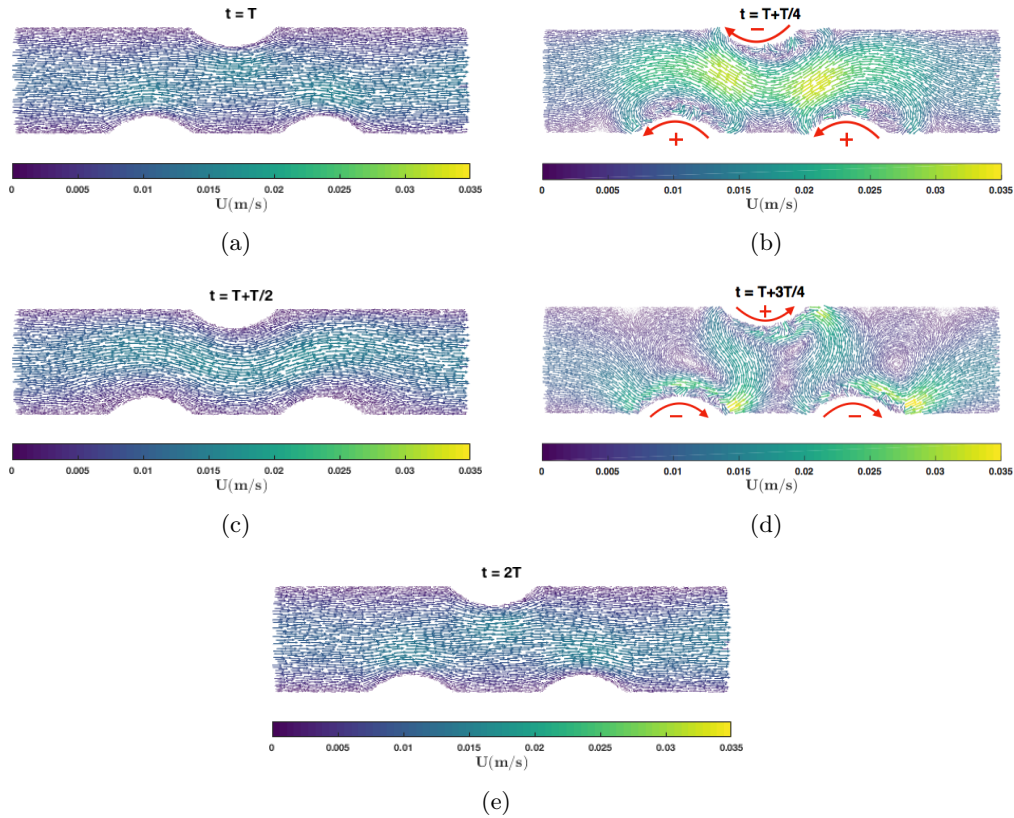 t = T
t = T+T/4
−
+ +
0 0.005 0.01 0.015 0.02 0.025 0.03 0.035
U(m/s)
(a)
0 0.005 0.01 0.015 0.02 0.025 0.03 0.035
U(m/s)
(b)
t = T+T/2
t = T+3T/4
+
− −
0 0.005 0.01 0.015 0.02 0.025 0.03 0.035
U(m/s)
(c)
0 0.005 0.01 0.015 0.02 0.025 0.03 0.035
U(m/s)
(d)
t = 2T
0 0.005 0.01 0.015 0.02 0.025 0.03 0.035
U(m/s)
(e)